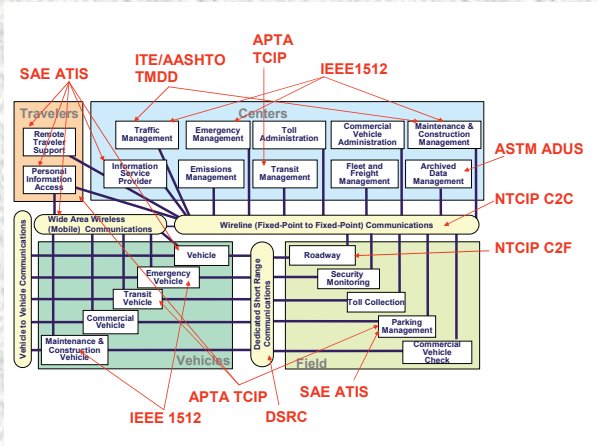 APTA
TCIP
ITE/AASHTO
TMDD
IEEE1512
SAE ATIS
Travelers
Centers
Remote
Traveler
Support
Personal
Information
Access
Traffic
Management
Emergency
Management
Toll
Administration
Commercial
Vehicle
Administration
Maintenance &
Construction
Management
Information
Service
Provider
Emissions
Management
Transit
Management
Fleet and
Freight
Management
Archived
Data
Management
ASTM ADUS
NTCIP C2C
Wide Area Wireless
(Mobile) Communications
Wireline (Fixed-Point to Fixed-Point) Communications
NTCIP C2F
Vehicle to Vehicle Communications
Vehicle
Emergency
Vehicle
Transit
Vehicle
Commercial
Vehicle
Maintenance &
Construction
Vehicle
Vehicles
Dedicated Short Range
Communications
Roadway
Security
Monitoring
Toll Collection
Parking
Management
Commercial
Vehicle
Check
Field
APTA TCIP
SAE ATIS
IEEE 1512
DSRC